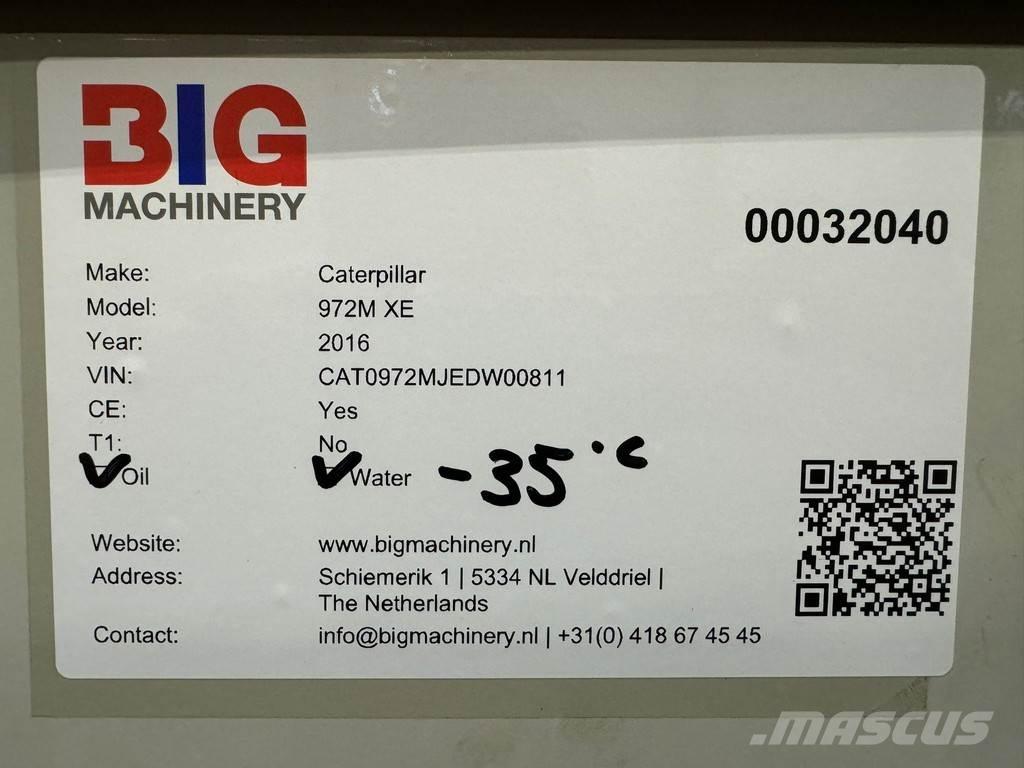 BIG
MACHINERY
00032040
Make: Caterpillar
Model: 972M XE
Year: 2016
VIN: CAT0972MJEDW00811
CE: Yes
T1: No
Oil Water -35 °C
Website: www.bigmachinery.nl
Address: Schiemerik 1 | 5334 NL Velddriel |
The Netherlands
Contact: info@bigmachinery.nl | +31(0) 418 67 45 45
.MASCUS